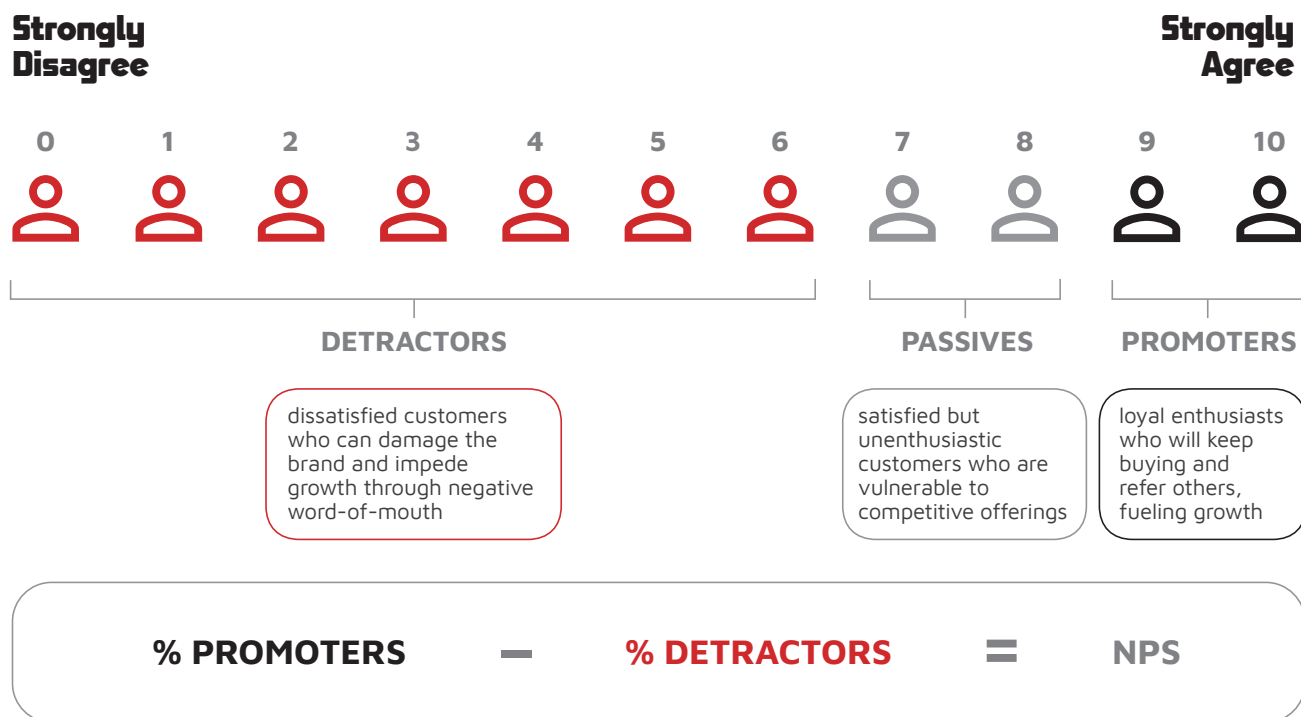 Strongly
Disagree
Strongly
Agree
0 1 2 3 4 5 6 7 8 9 10
DETRACTORS
PASSIVES
PROMOTERS
dissatisfied customers
who can damage the
brand and impede
growth through negative
word-of-mouth
satisfied but
unenthusiastic
customers who are
vulnerable to
competitive offerings
loyal enthusiasts
who will keep
buying and
refer others,
fueling growth
% PROMOTERS – % DETRACTORS = NPS